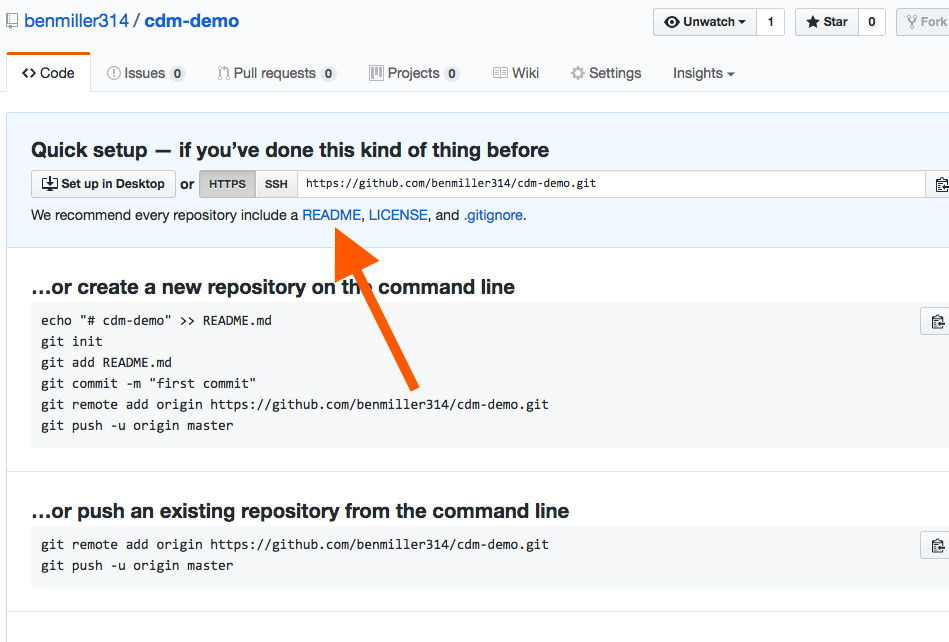 benmiller314 / cdm-demo
Unwatch 1 Star 0 Fork
Code Issues 0 Pull requests 0 Projects 0 Wiki Settings Insights
Quick setup — if you’ve done this kind of thing before
Set up in Desktop or HTTPS SSH https://github.com/benmiller314/cdm-demo.git
We recommend every repository include a README, LICENSE, and .gitignore.
…or create a new repository on the command line
echo "# cdm-demo" >> README.md
git init
git add README.md
git commit -m "first commit"
git remote add origin https://github.com/benmiller314/cdm-demo.git
git push -u origin master
…or push an existing repository from the command line
git remote add origin https://github.com/benmiller314/cdm-demo.git
git push -u origin master